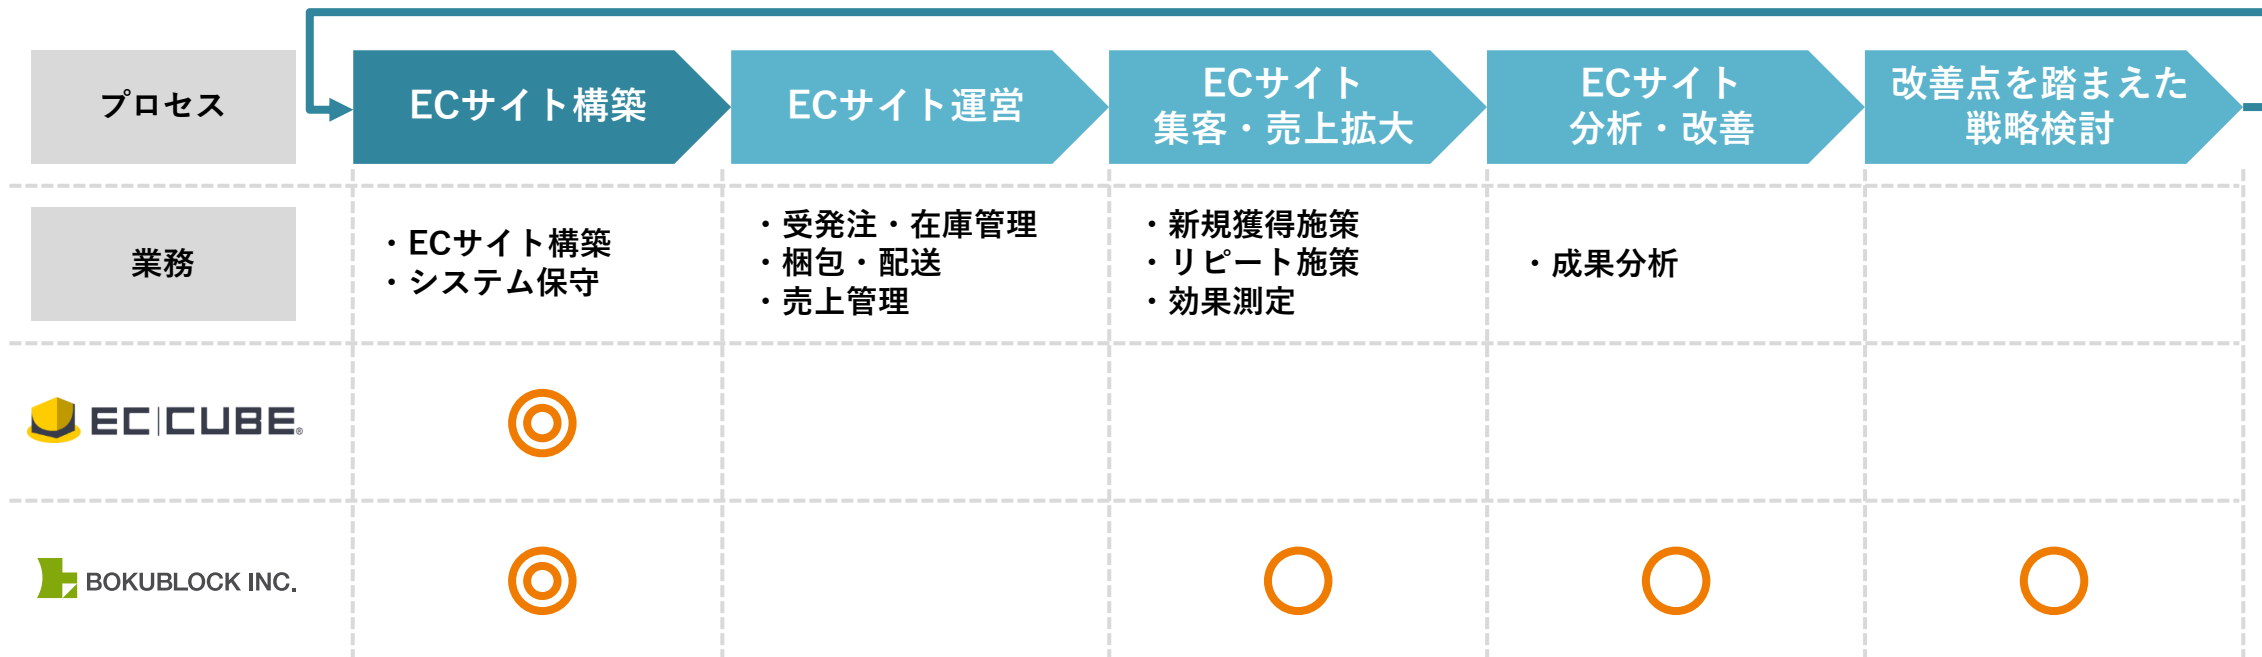 プロセス
ECサイト構築
ECサイト運営
ECサイト
集客・売上拡大
ECサイト
分析・改善
改善点を踏まえた
戦略検討
業務
・ECサイト構築
・システム保守
・受発注・在庫管理
・梱包・配送
・売上管理
・新規獲得施策
・リピート施策
・効果測定
・成果分析
EC CUBE®
BOKUBLOCK INC.